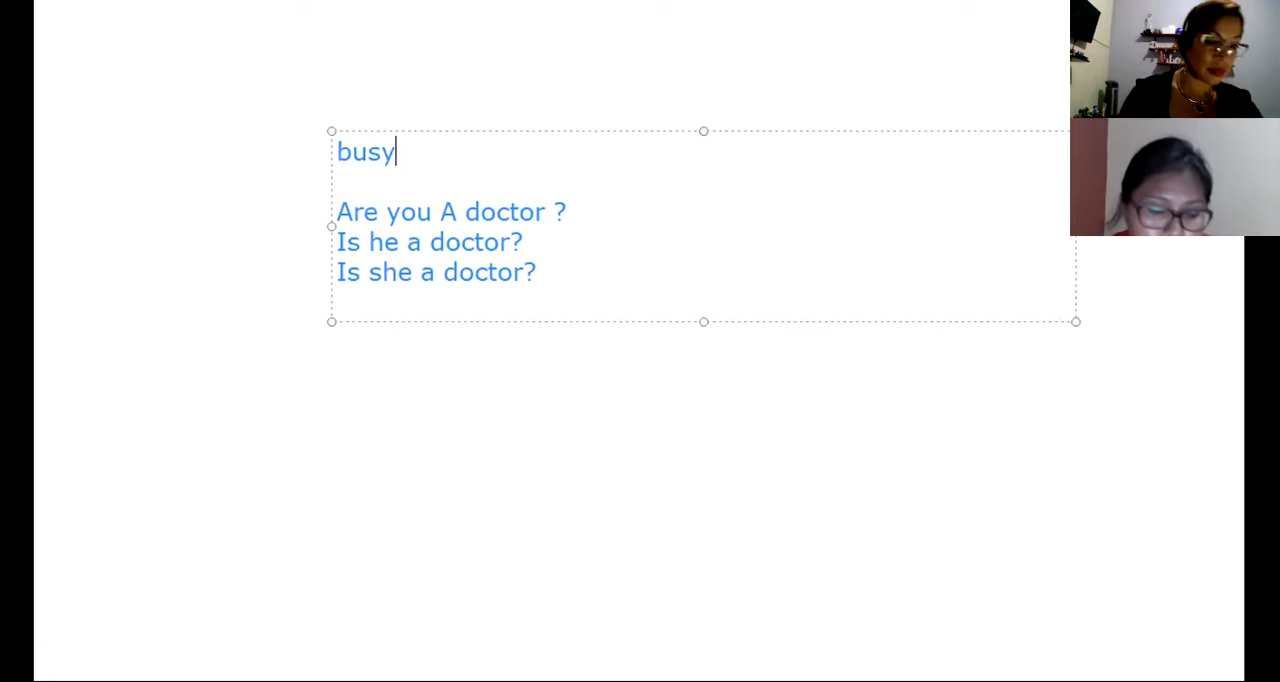 busy
Are you A doctor ?
Is he a doctor?
Is she a doctor?